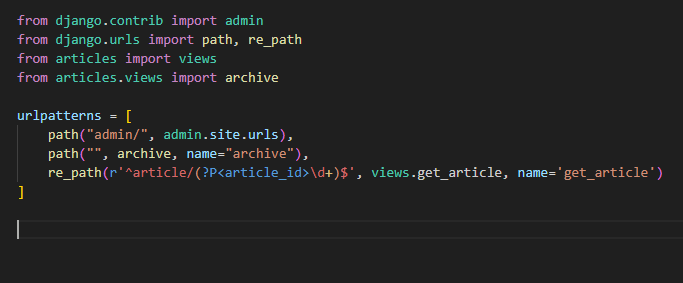 from django.contrib import admin
from django.urls import path, re_path
from articles import views
from articles.views import archive
urlpatterns = [
path("admin/", admin.site.urls),
path("", archive, name="archive"),
re_path(r'^article/(?P<article_id>\d+)$', views.get_article, name='get_article')
]